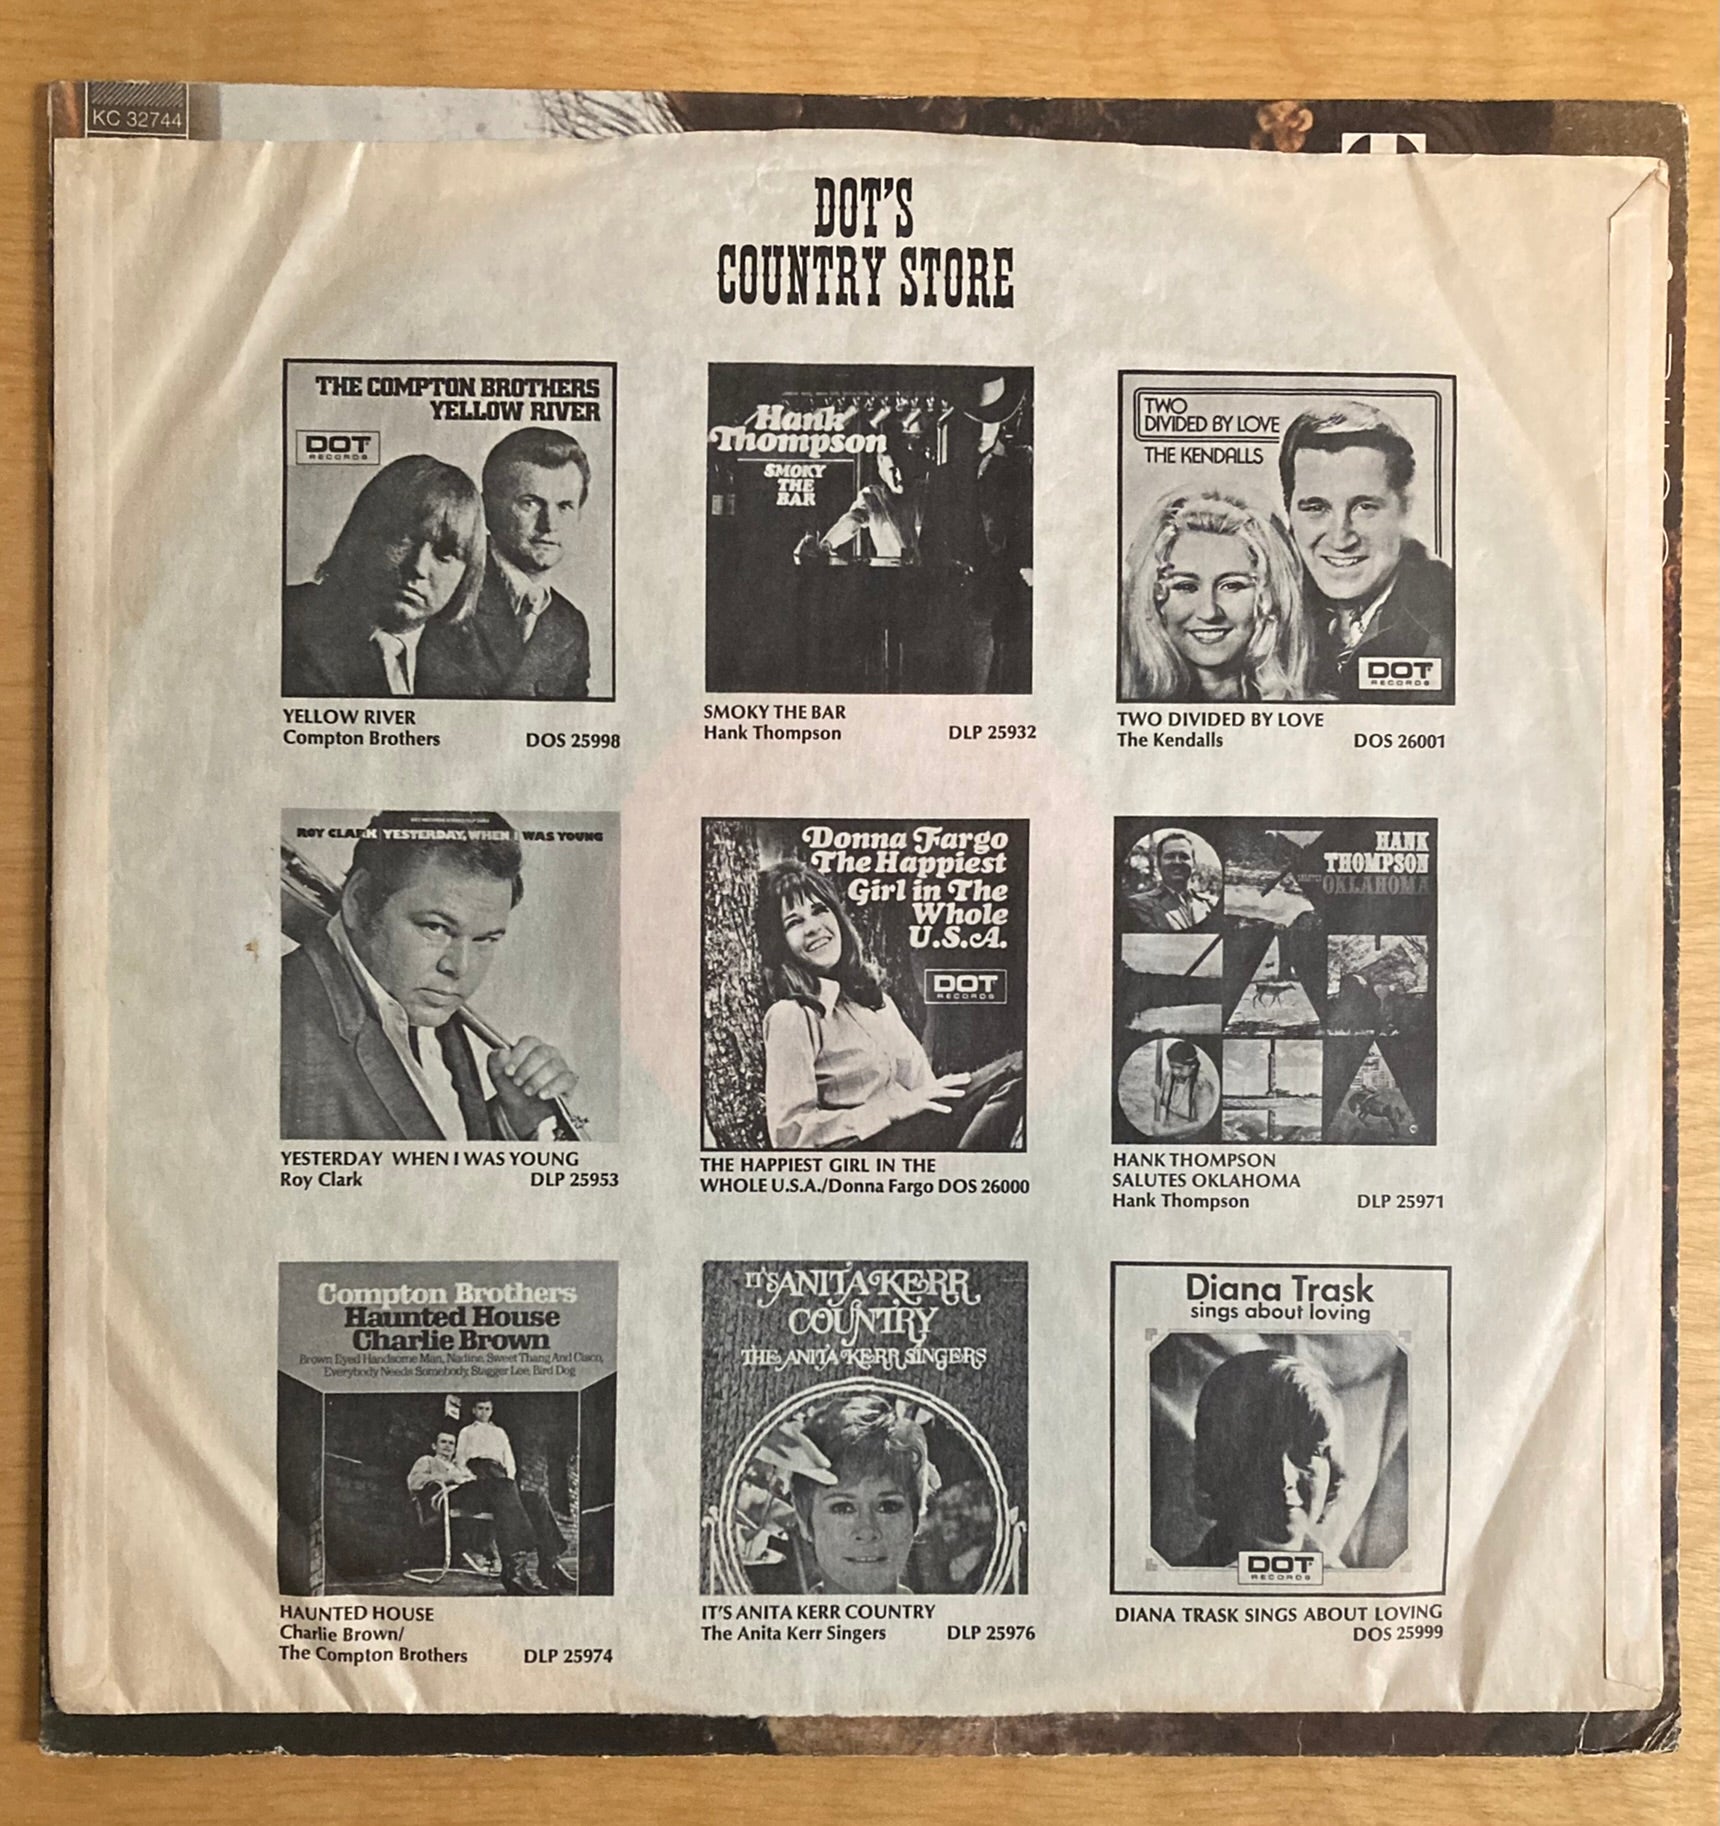 KC 32744
DOT'S
COUNTRY STORE
THE COMPTON BROTHERS
YELLOW RIVER
DOT
RECORDS
YELLOW RIVER
Compton Brothers DOS 25998
Hank
Thompson
SMOKY
THE
BAR
SMOKY THE BAR
Hank Thompson DLP 25932
TWO
DIVIDED BY LOVE
THE KENDALLS
DOT
RECORDS
TWO DIVIDED BY LOVE
The Kendalls DOS 26001
ROY CLARK YESTERDAY, WHEN I WAS YOUNG
YESTERDAY WHEN I WAS YOUNG
Roy Clark DLP 25953
Donna Fargo
The Happiest
Girl in The
Whole
U.S.A.
DOT
RECORDS
THE HAPPIEST GIRL IN THE
WHOLE U.S.A./Donna Fargo DOS 26000
HANK
THOMPSON
OKLAHOMA
HANK THOMPSON
SALUTES OKLAHOMA
Hank Thompson DLP 25971
Compton Brothers
Haunted House
Charlie Brown
Brown Eyed Handsome Man, Nadine, Sweet Thang And Cisco,
Everybody Needs Somebody, Stagger Lee, Bird Dog
HAUNTED HOUSE
Charlie Brown/
The Compton Brothers DLP 25974
IT'S ANITA KERR
COUNTRY
THE ANITA KERR SINGERS
IT'S ANITA KERR COUNTRY
The Anita Kerr Singers DLP 25976
Diana Trask
sings about loving
DOT
RECORDS
DIANA TRASK SINGS ABOUT LOVING
DOS 25999